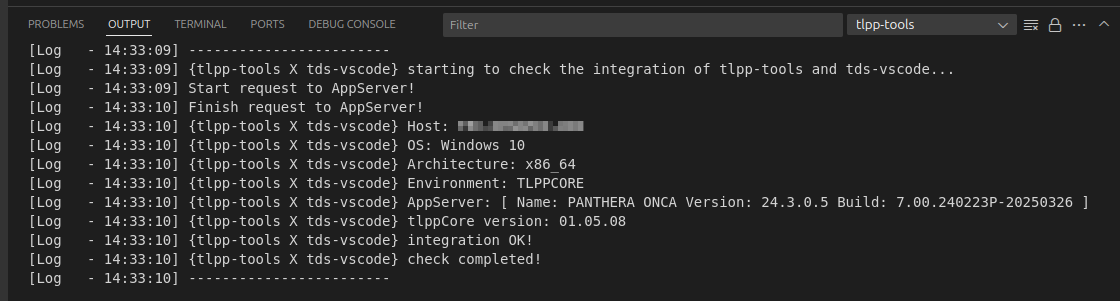 PROBLEMS OUTPUT TERMINAL PORTS DEBUG CONSOLE Filter tlpp-tools
[Log   - 14:33:09] ------------------------
[Log   - 14:33:09] {tlpp-tools X tds-vscode} starting to check the integration of tlpp-tools and tds-vscode...
[Log   - 14:33:09] Start request to AppServer!
[Log   - 14:33:10] Finish request to AppServer!
[Log   - 14:33:10] {tlpp-tools X tds-vscode} Host:
[Log   - 14:33:10] {tlpp-tools X tds-vscode} OS: Windows 10
[Log   - 14:33:10] {tlpp-tools X tds-vscode} Architecture: x86_64
[Log   - 14:33:10] {tlpp-tools X tds-vscode} Environment: TLPPCORE
[Log   - 14:33:10] {tlpp-tools X tds-vscode} AppServer: [ Name: PANTHERA ONCA Version: 24.3.0.5 Build: 7.00.240223P-20250326 ]
[Log   - 14:33:10] {tlpp-tools X tds-vscode} tlppCore version: 01.05.08
[Log   - 14:33:10] {tlpp-tools X tds-vscode} integration OK!
[Log   - 14:33:10] {tlpp-tools X tds-vscode} check completed!
[Log   - 14:33:10] ------------------------